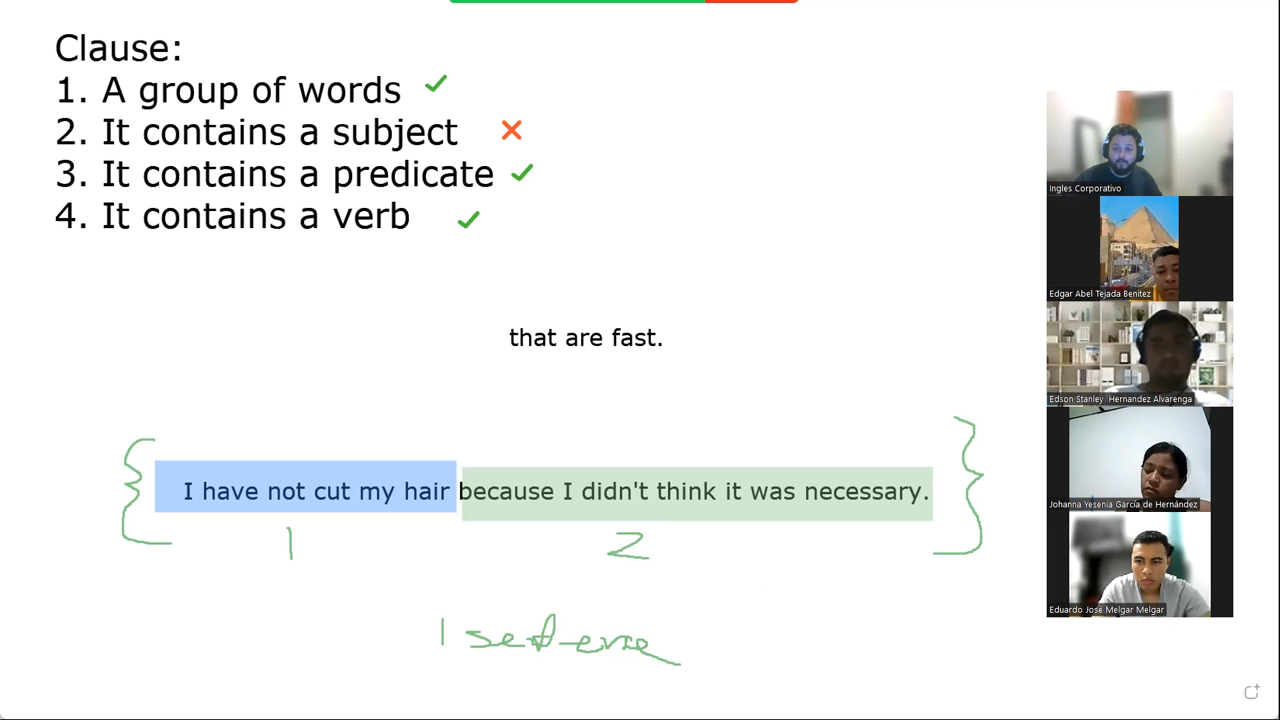 Clause:
1. A group of words
2. It contains a subject
3. It contains a predicate
4. It contains a verb
that are fast.
I have not cut my hair because I didn't think it was necessary.
1
2
1 sentense
Ingles Corporativo
Edgar Abel Tejada Benitez
Edson Stanley Hernandez Alvarenga
Johanna Yesenia García de Hernández
Eduardo José Melgar Melgar